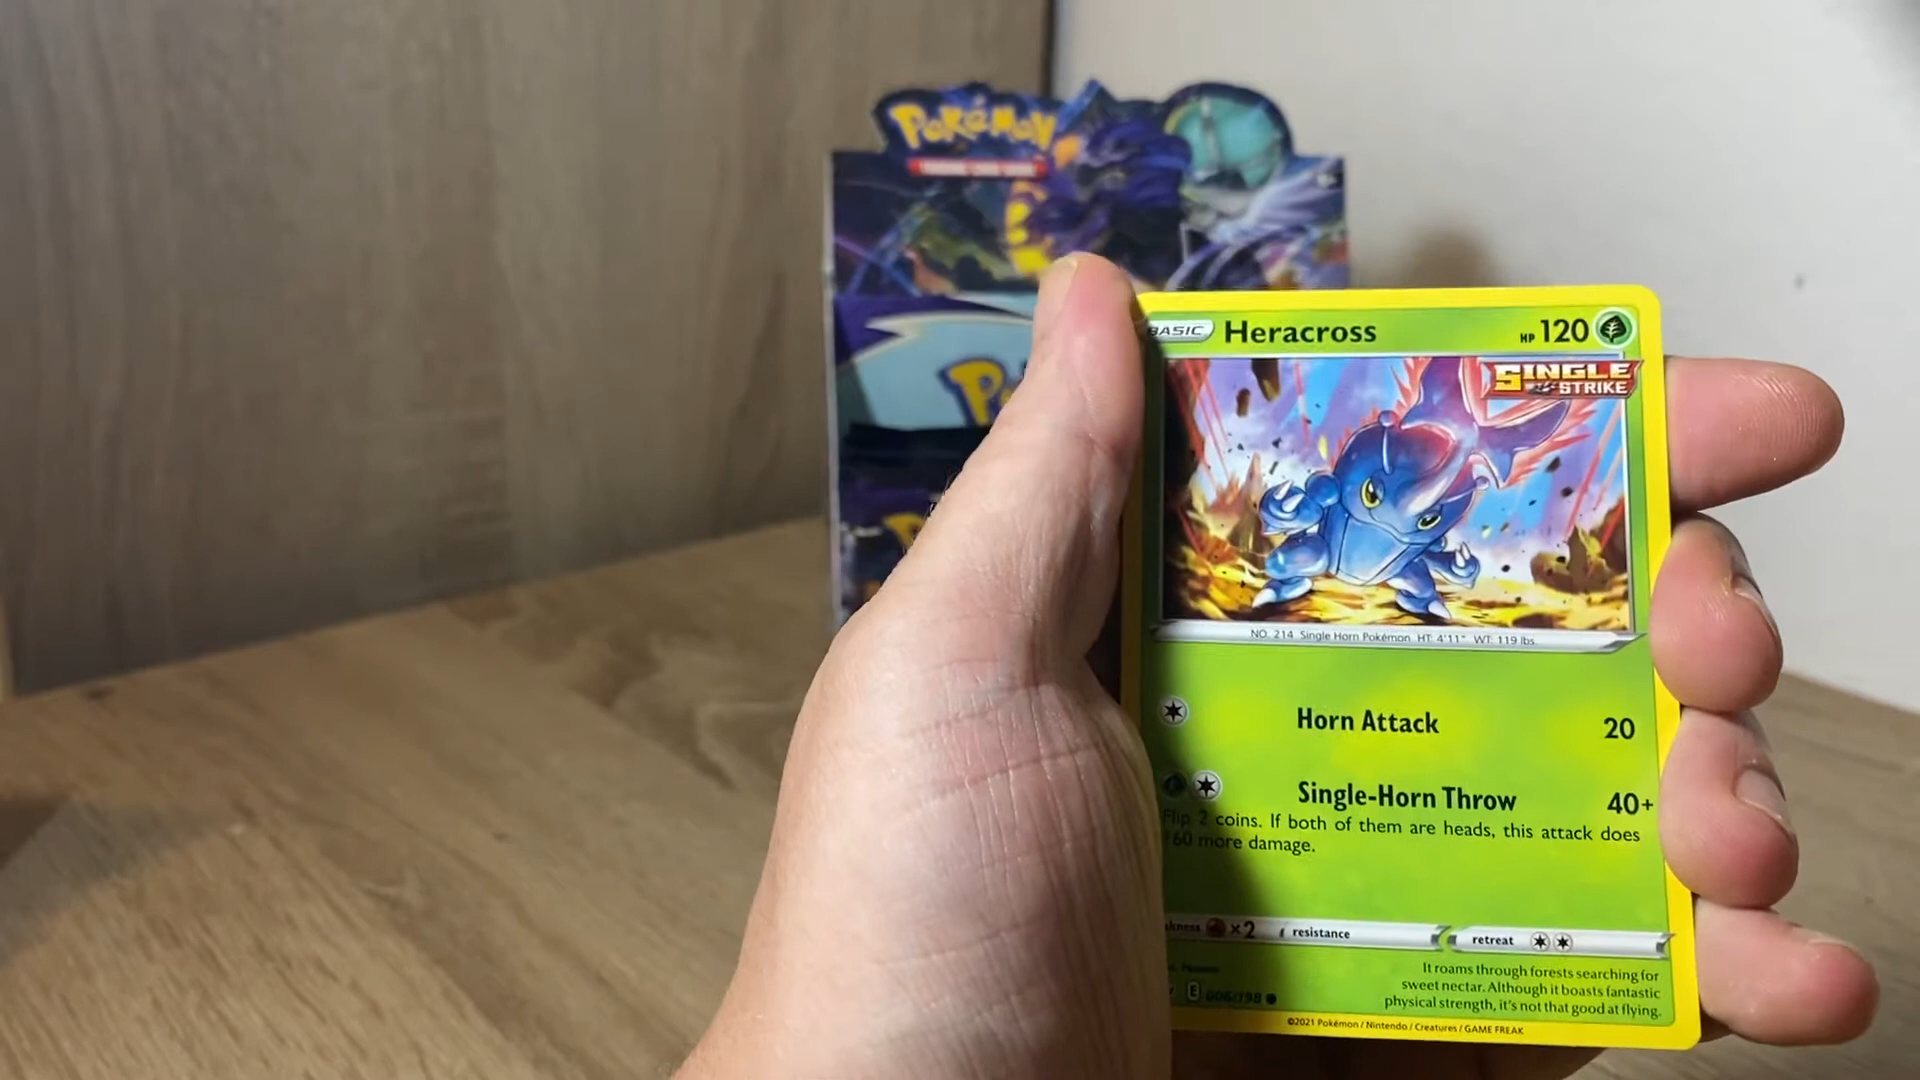 Pokémon
BASIC Heracross HP 120
SINGLE
STRIKE
NO. 214 Single Horn Pokémon HT: 4'11" WT: 119 lbs.
Horn Attack 20
Single-Horn Throw 40+
Flip 2 coins. If both of them are heads, this attack does
60 more damage.
×2 resistance retreat
It roams through forests searching for
sweet nectar. Although it boasts fantastic
physical strength, it's not that good at flying.
E 006/198
©2021 Pokémon / Nintendo / Creatures / GAME FREAK